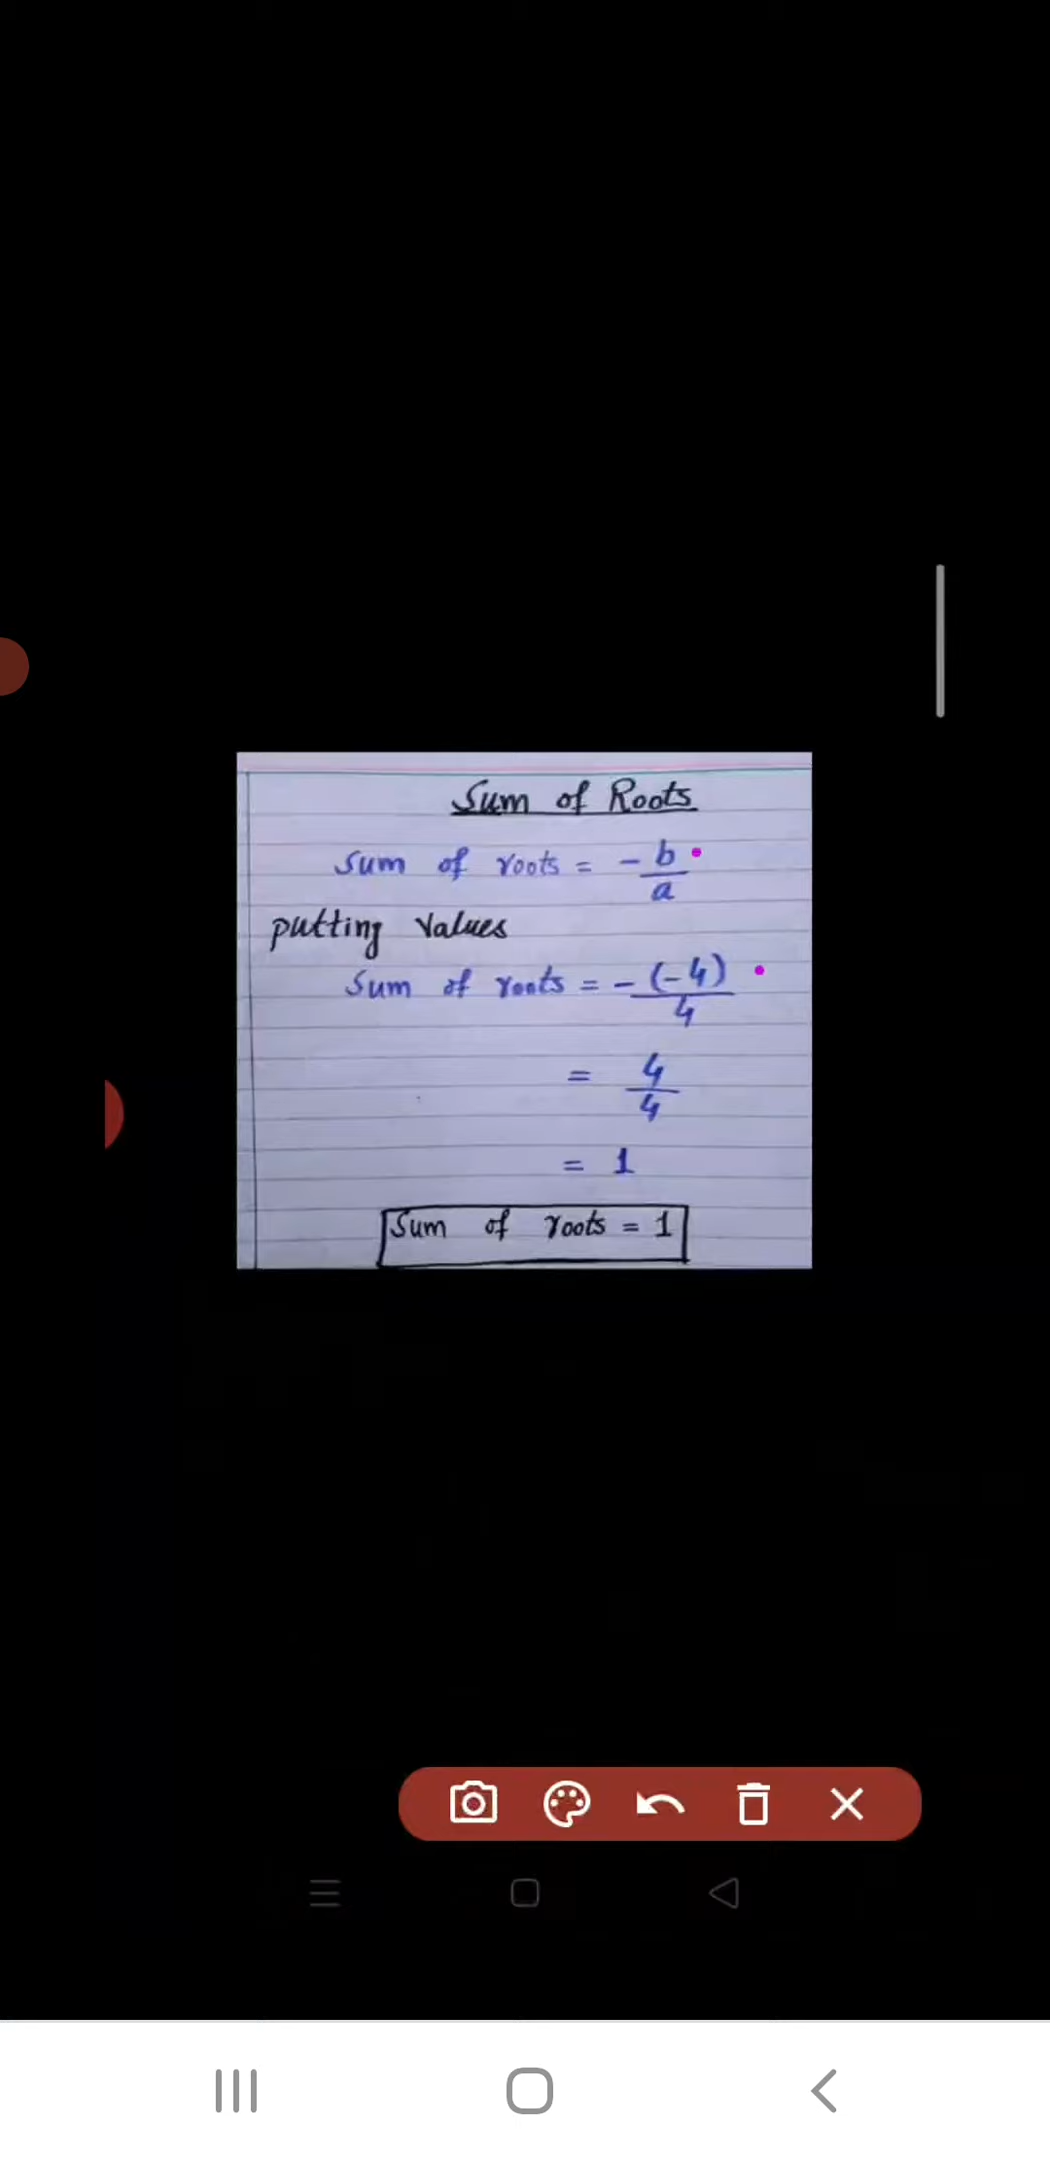 Sum of Roots
Sum of roots = - b/a
putting Values
Sum of roots = - (-4)/4
= 4/4
= 1
Sum of roots = 1